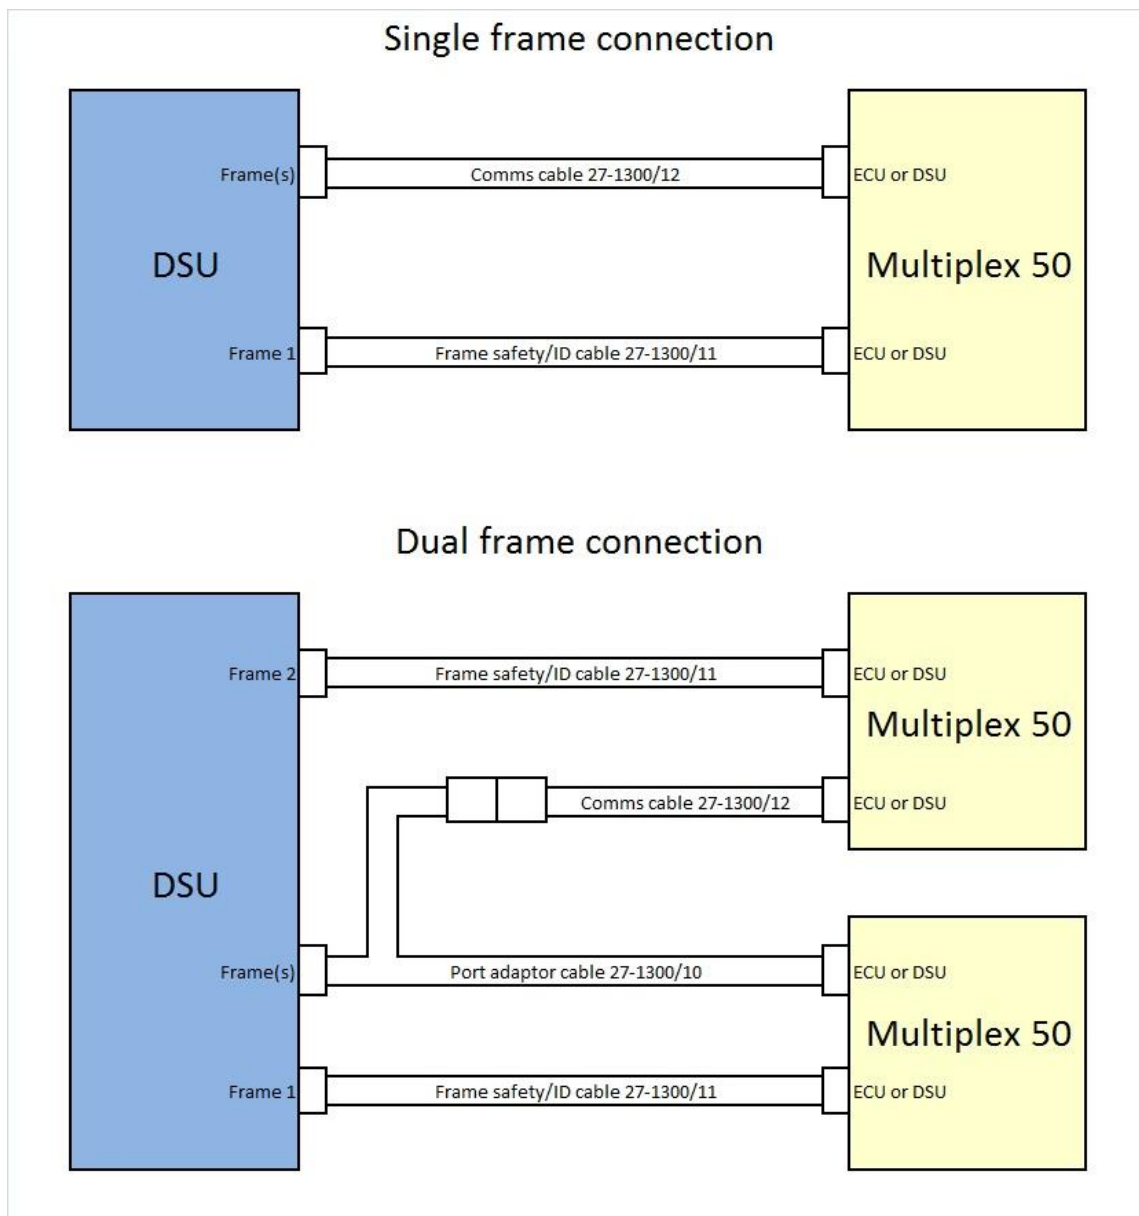 Single frame connection
Frame(s)
Comms cable 27-1300/12
ECU or DSU
DSU
Multiplex 50
Frame 1
Frame safety/ID cable 27-1300/11
ECU or DSU
Dual frame connection
Frame 2
Frame safety/ID cable 27-1300/11
ECU or DSU
Multiplex 50
Comms cable 27-1300/12
ECU or DSU
DSU
Frame(s)
Port adaptor cable 27-1300/10
ECU or DSU
Multiplex 50
Frame 1
Frame safety/ID cable 27-1300/11
ECU or DSU